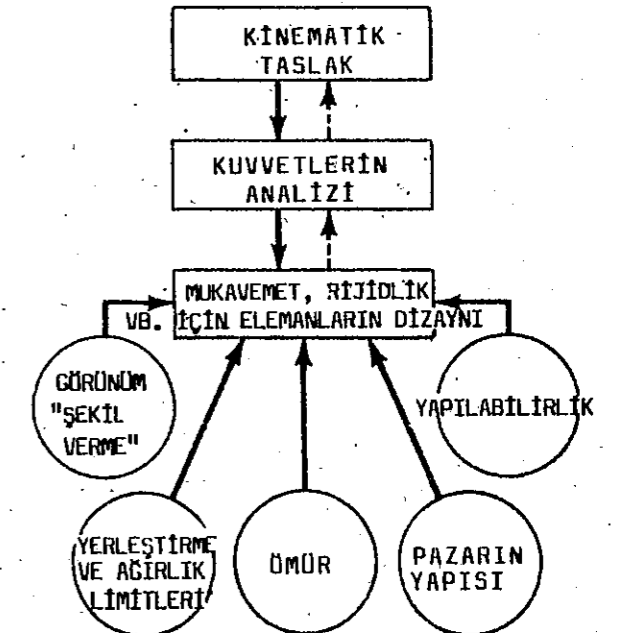 KİNEMATİK
TASLAK
KUVVETLERİN
ANALİZİ
MUKAVEMET, RİJİDLİK
VB. İÇİN ELEMANLARIN DİZAYNI
GÖRÜNÜM
"ŞEKİL
VERME"
YAPILABİLİRLİK
YERLEŞTİRME
VE AĞIRLIK
LİMİTLERİ
ÖMÜR
PAZARIN
YAPISI